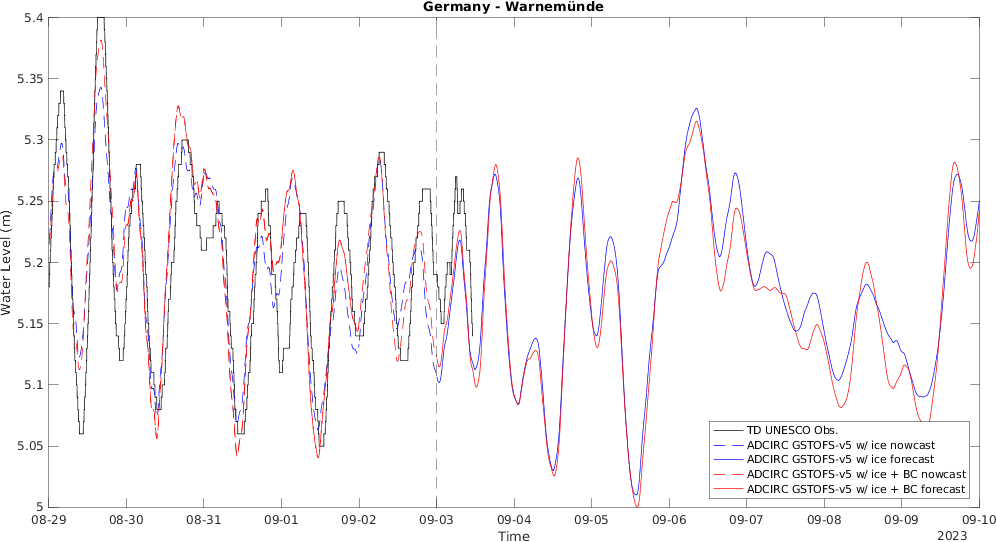 Germany - Warnemünde
Water Level (m)
5.4
5.35
5.3
5.25
5.2
5.15
5.1
5.05
5
08-29 08-30 08-31 09-01 09-02 09-03 09-04 09-05 09-06 09-07 09-08 09-09 09-10
Time
2023
TD UNESCO Obs.
ADCIRC GSTOFS-v5 w/ ice nowcast
ADCIRC GSTOFS-v5 w/ ice forecast
ADCIRC GSTOFS-v5 w/ ice + BC nowcast
ADCIRC GSTOFS-v5 w/ ice + BC forecast